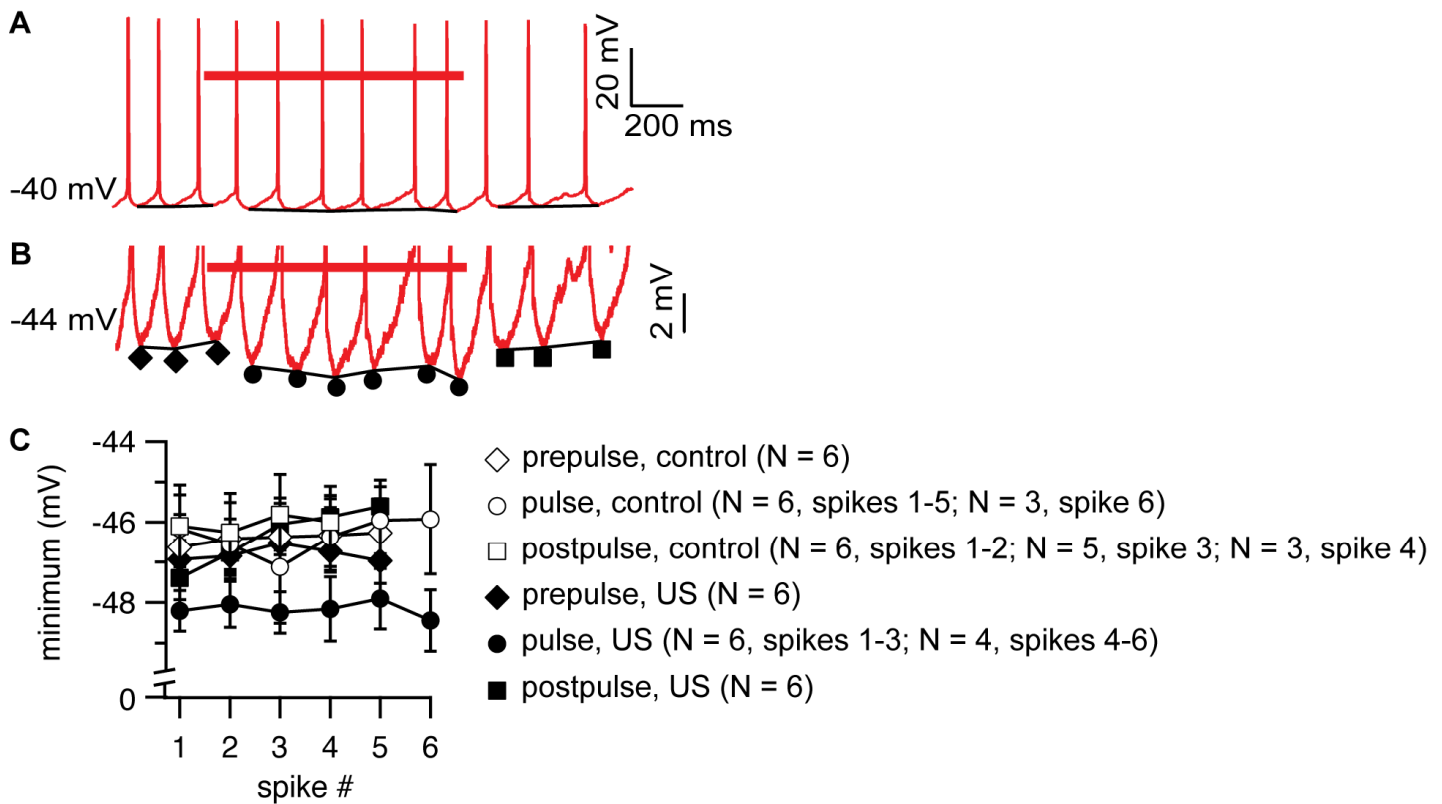 A
20 mV
200 ms
-40 mV
B
-44 mV
2 mV
C
minimum (mV)
-44
-46
-48
0
1 2 3 4 5 6
spike #
prepulse, control (N = 6)
pulse, control (N = 6, spikes 1-5; N = 3, spike 6)
postpulse, control (N = 6, spikes 1-2; N = 5, spike 3; N = 3, spike 4)
prepulse, US (N = 6)
pulse, US (N = 6, spikes 1-3; N = 4, spikes 4-6)
postpulse, US (N = 6)